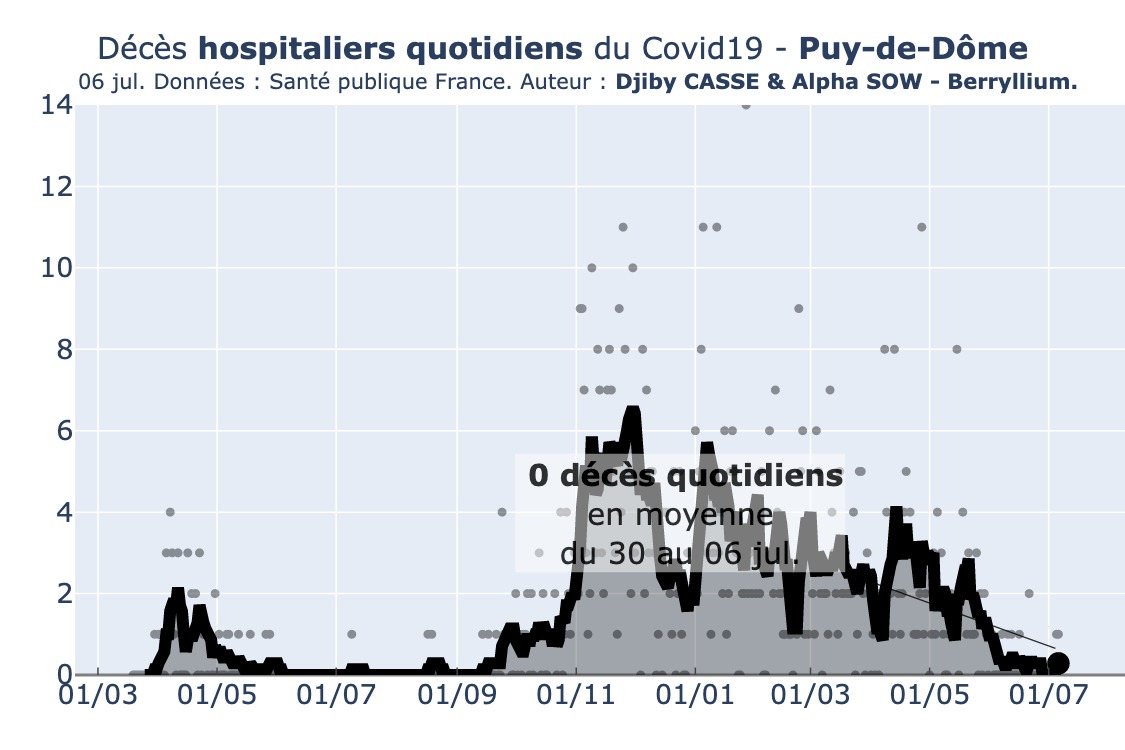 Décès hospitaliers quotidiens du Covid19 - Puy-de-Dôme
06 jul. Données : Santé publique France. Auteur : Djiby CASSE & Alpha SOW - Berryllium.
14
12
10
8
6
4
2
0
0 décès quotidiens
en moyenne
du 30 au 06 jul.
01/03 01/05 01/07 01/09 01/11 01/01 01/03 01/05 01/07